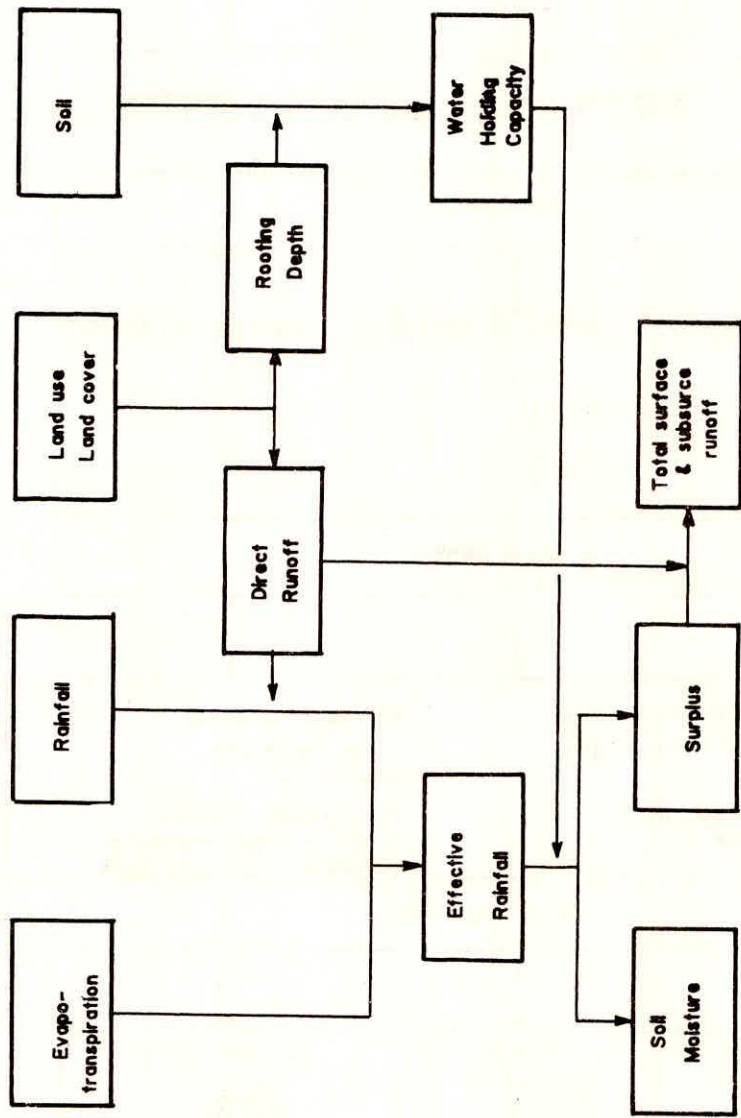 Evapo-
transpiration
Rainfall
Land use
Land cover
Soil
Direct
Runoff
Rooting
Depth
Effective
Rainfall
Water
Holding
Capacity
Soil
Moisture
Surplus
Total surface
& subsurce
runoff